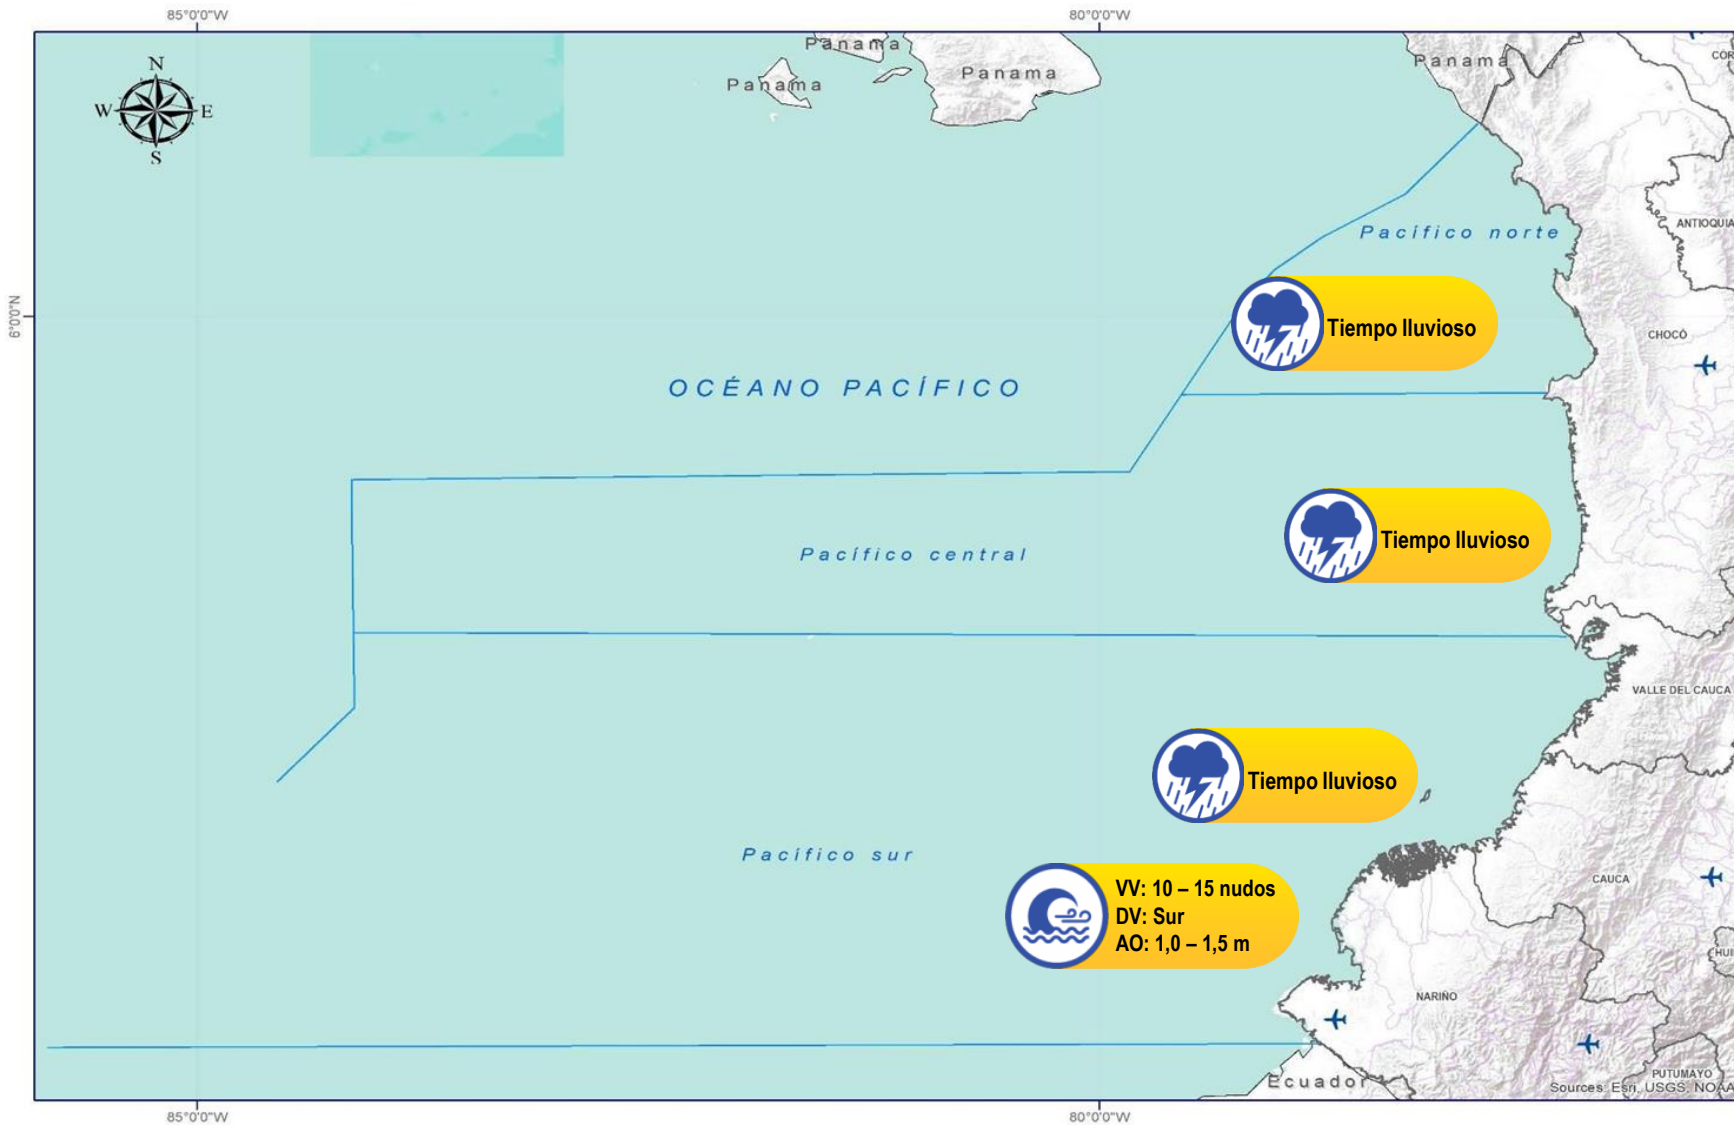 85°0'0"W
80°0'0"W
Panama
Panama
Panama
Panama
N
W
E
S
ANTIOQUIA
Pacífico norte
6°0'0"N
Tiempo lluvioso
CHOCÓ
OCÉANO PACÍFICO
Tiempo lluvioso
Pacífico central
VALLE DEL CAUCA
Tiempo lluvioso
Pacífico sur
CAUCA
VV: 10 – 15 nudos
DV: Sur
AO: 1,0 – 1,5 m
NARIÑO
PUTUMAYO
Ecuador
Sources: Esri, USGS, NOAA
85°0'0"W
80°0'0"W